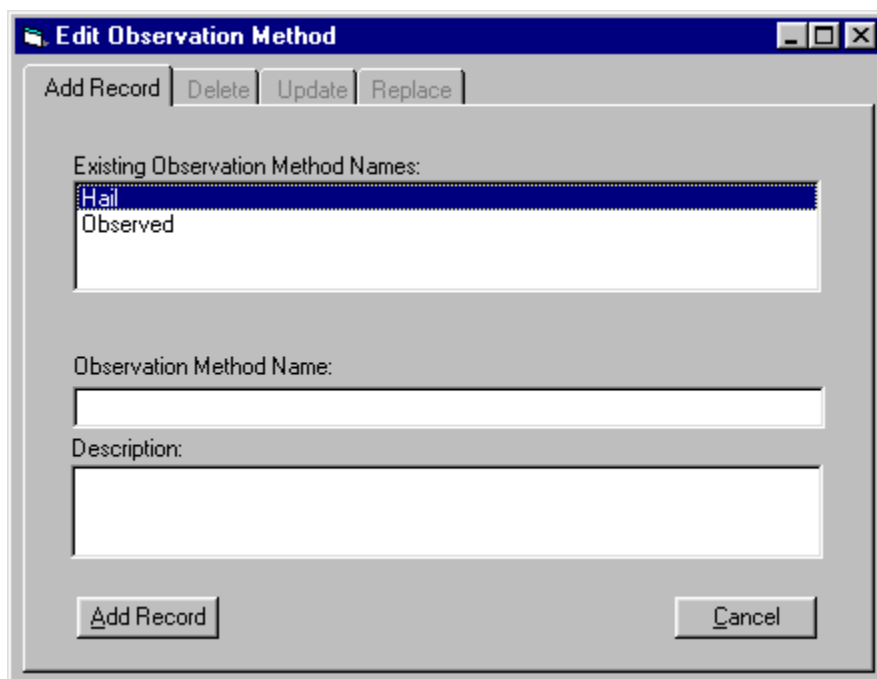 Edit Observation Method
Add Record Delete Update Replace
Existing Observation Method Names:
Hail
Observed
Observation Method Name:
Description:
Add Record Cancel